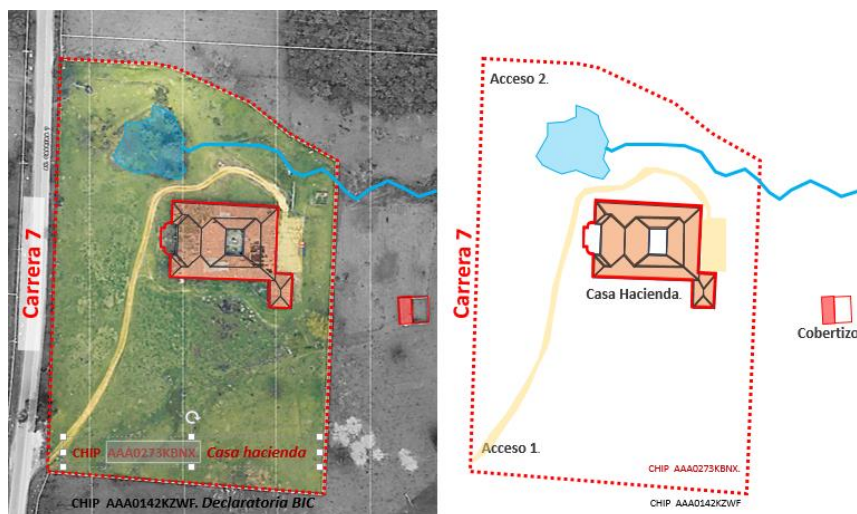 Carrera 7
CHIP AAA0273KBNX. Casa hacienda
CHIP AAA0142KZWF. Declaratoria BIC
Acceso 2.
Carrera 7
Casa Hacienda.
Cobertizo
Acceso 1.
CHIP AAA0273KBNX.
CHIP AAA0142KZWF